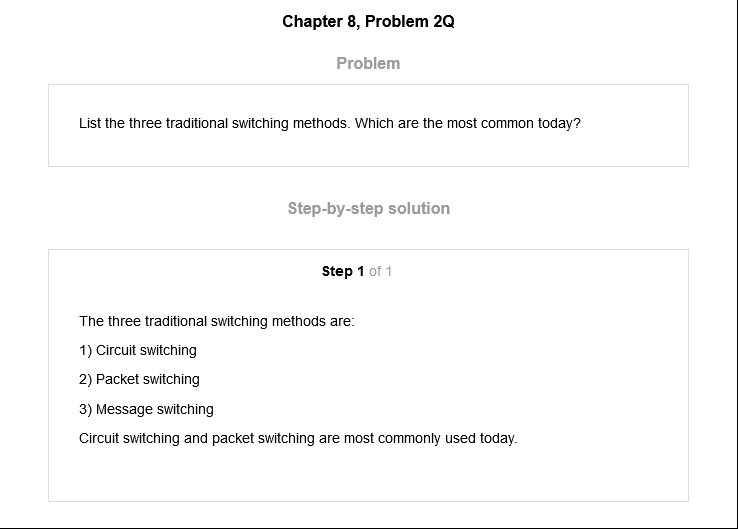 Chapter 8, Problem 2Q
Problem
List the three traditional switching methods. Which are the most common today?
Step-by-step solution
Step 1 of 1
The three traditional switching methods are:
1) Circuit switching
2) Packet switching
3) Message switching
Circuit switching and packet switching are most commonly used today.